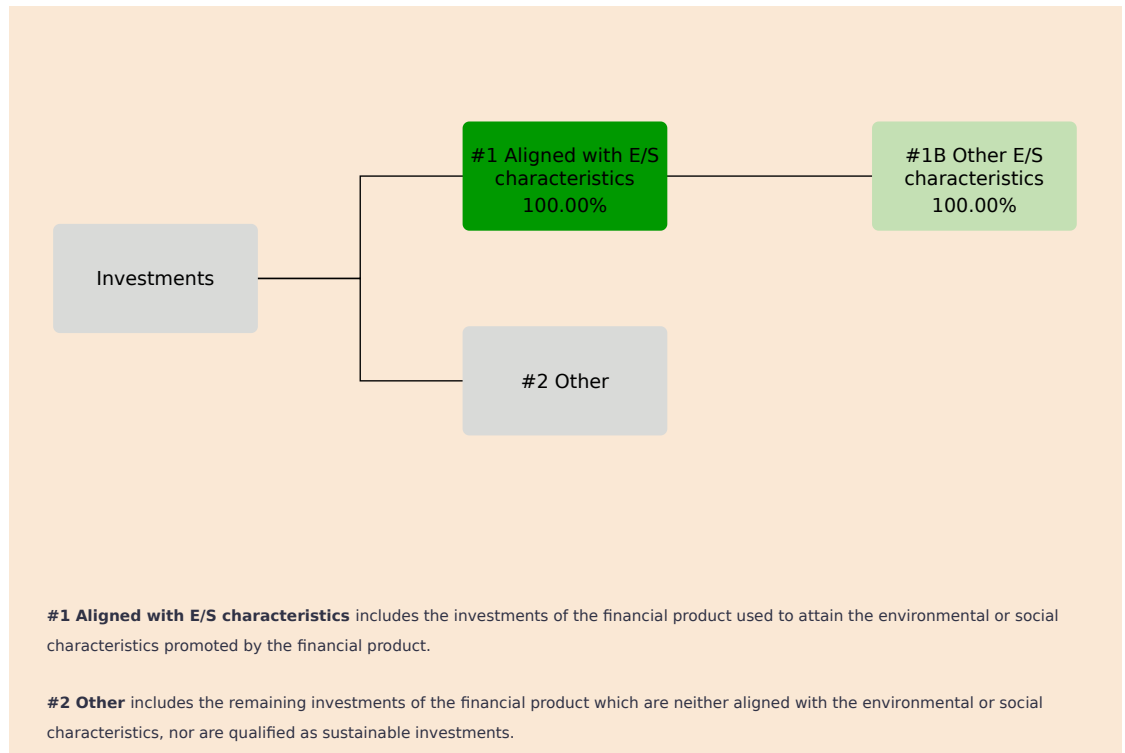 #1 Aligned with E/S
characteristics
100.00%
#1B Other E/S
characteristics
100.00%
Investments
#2 Other
#1 Aligned with E/S characteristics includes the investments of the financial product used to attain the environmental or social
characteristics promoted by the financial product.
#2 Other includes the remaining investments of the financial product which are neither aligned with the environmental or social
characteristics, nor are qualified as sustainable investments.